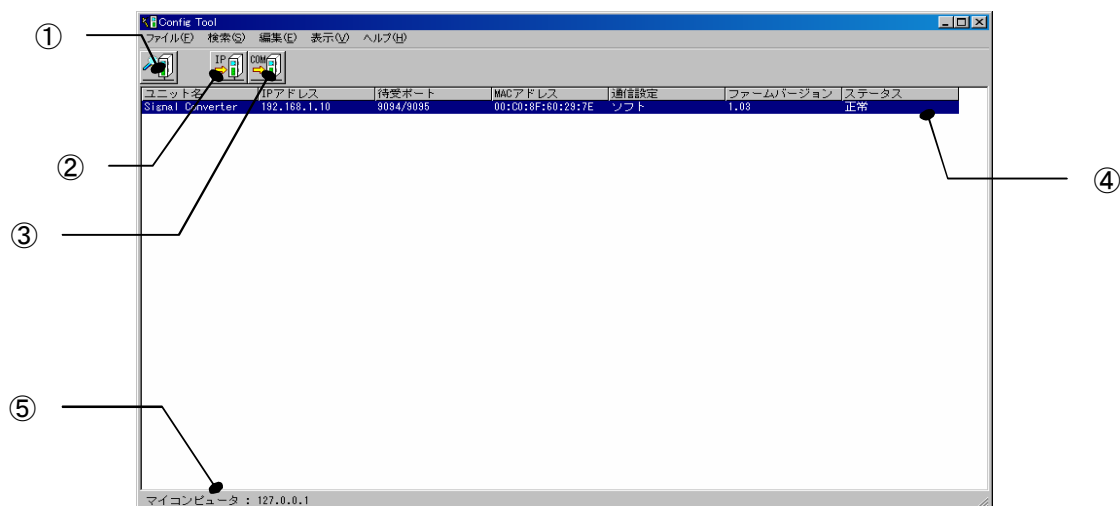 Config Tool
ファイル(F) 検索(S) 編集(E) 表示(V) ヘルプ(H)
①
IP COM
ユニット名 IPアドレス 待受ポート MACアドレス 通信設定 ファームバージョン ステータス
Signal Converter 192.168.1.10 9094/9095 00:C0:8F:60:29:7E ソフト 1.03 正常
②
④
③
⑤
マイコンピュータ : 127.0.0.1